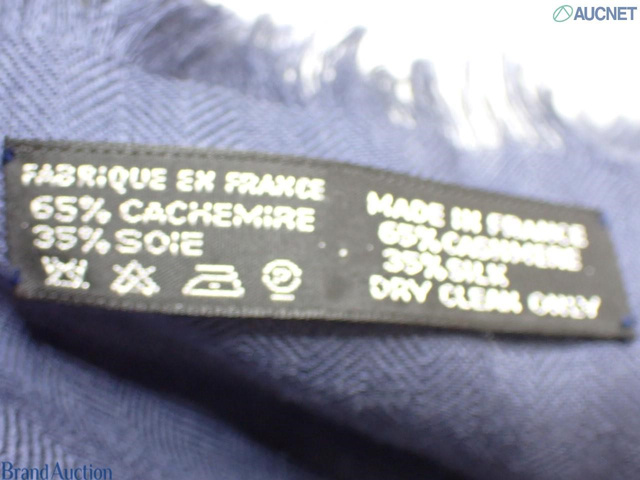 AUCNET
FABRIQUE EN FRANCE
65% CACHEMIRE
35% SOIE
MADE IN FRANCE
65% CASHMERE
35% SILK
DRY CLEAN ONLY
Brand Auction